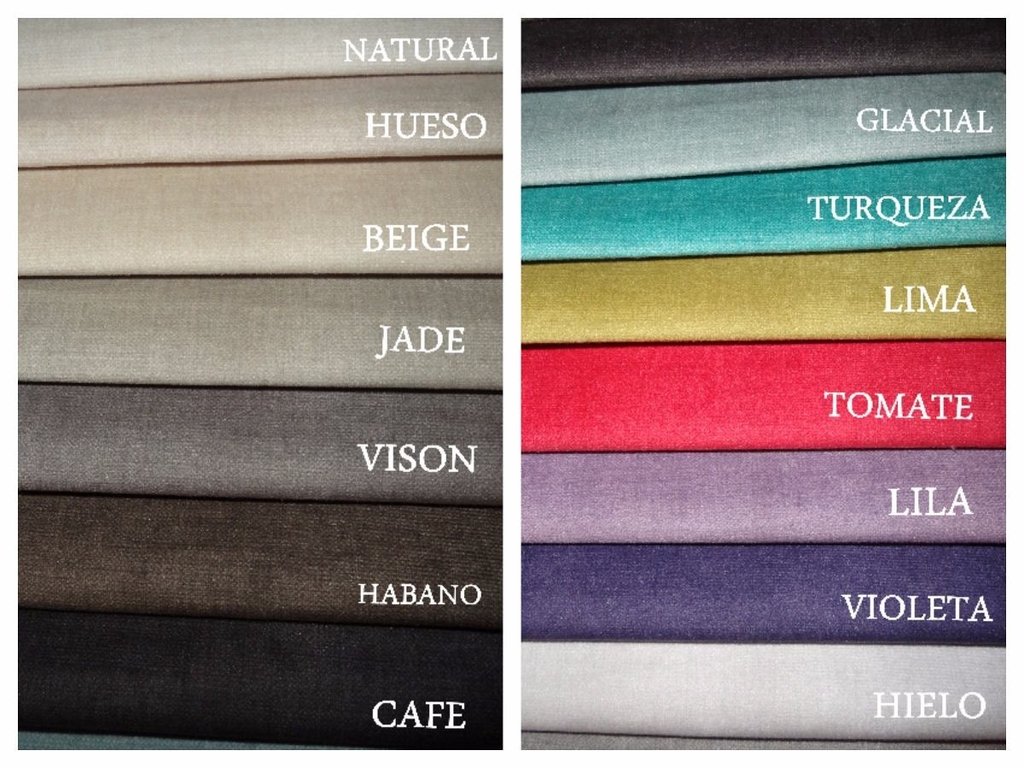 NATURAL
HUESO
BEIGE
JADE
VISON
HABANO
CAFE
GLACIAL
TURQUEZA
LIMA
TOMATE
LILA
VIOLETA
HIELO